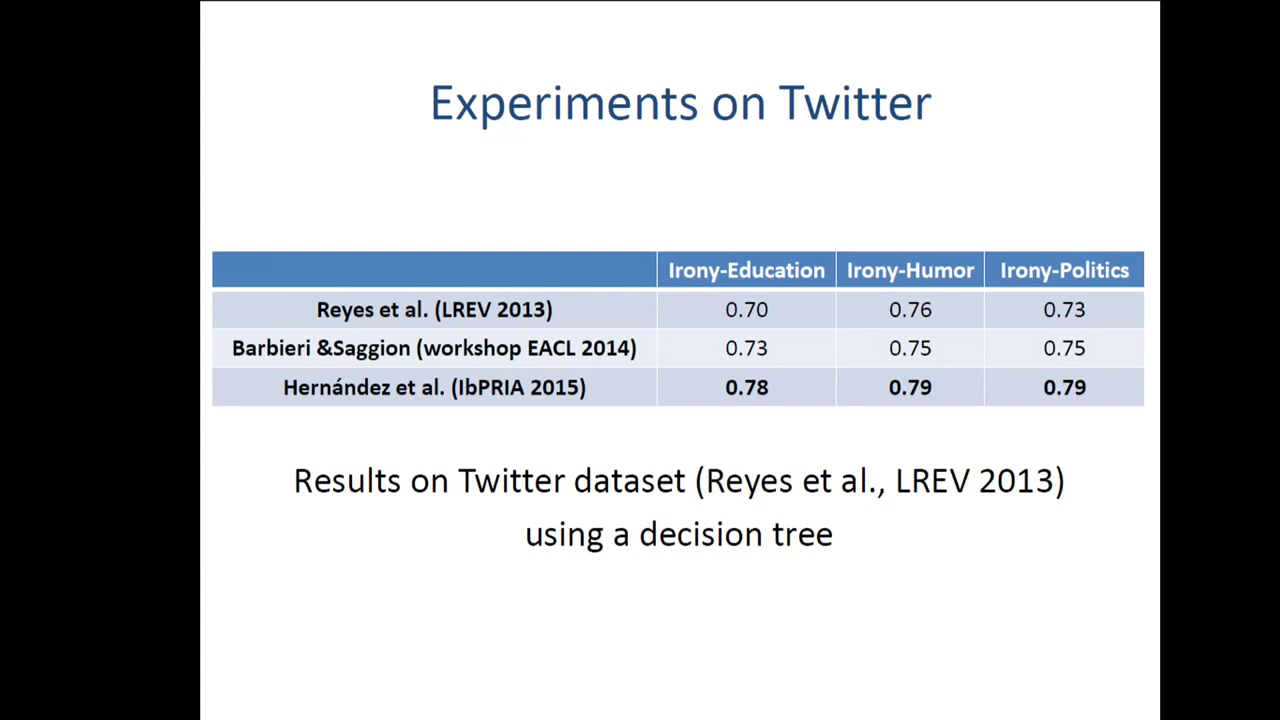 Experiments on Twitter
Irony-Education Irony-Humor Irony-Politics
Reyes et al. (LREV 2013) 0.70 0.76 0.73
Barbieri &Saggion (workshop EACL 2014) 0.73 0.75 0.75
Hernández et al. (IbPRIA 2015) 0.78 0.79 0.79
Results on Twitter dataset (Reyes et al., LREV 2013)
using a decision tree